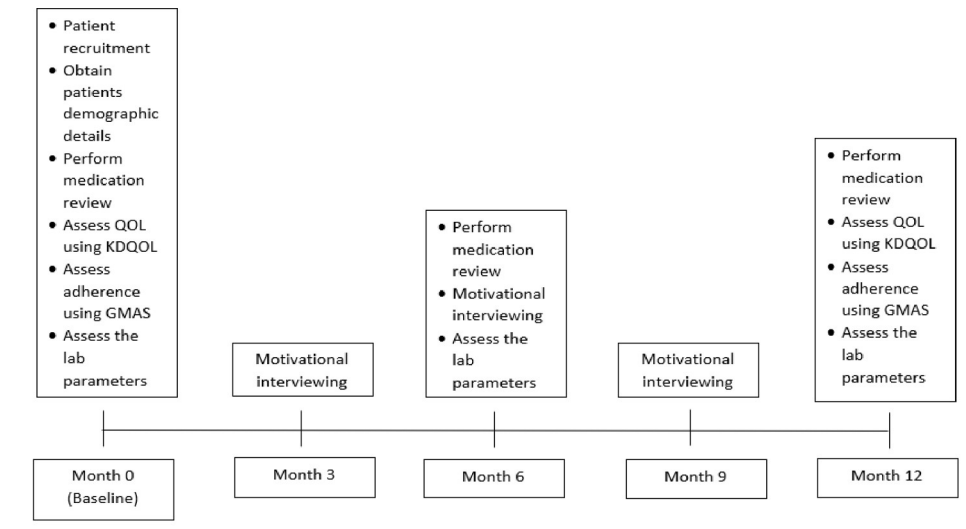 • Patient
recruitment
• Obtain
patients
demographic
details
• Perform
medication
review
• Assess QOL
using KDQOL
• Assess
adherence
using GMAS
• Assess the
lab
parameters
Motivational
interviewing
• Perform
medication
review
• Motivational
interviewing
• Assess the
lab
parameters
Motivational
interviewing
• Perform
medication
review
• Assess QOL
using KDQOL
• Assess
adherence
using GMAS
• Assess the
lab
parameters
Month 0
(Baseline)
Month 3
Month 6
Month 9
Month 12